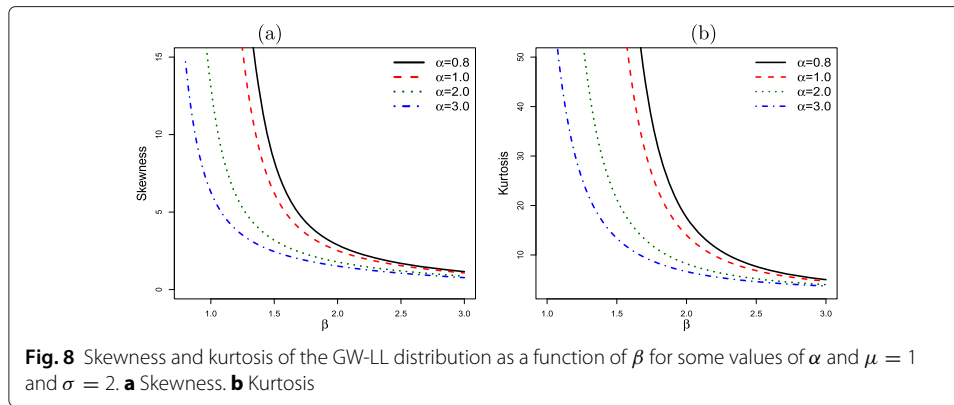 (a)
15
10
5
0
Skewness
1.0 1.5 2.0 2.5 3.0
β
α=0.8
α=1.0
α=2.0
α=3.0
(b)
50
40
30
20
10
Kurtosis
1.0 1.5 2.0 2.5 3.0
β
α=0.8
α=1.0
α=2.0
α=3.0
Fig. 8 Skewness and kurtosis of the GW-LL distribution as a function of β for some values of α and μ = 1
and σ = 2. a Skewness. b Kurtosis